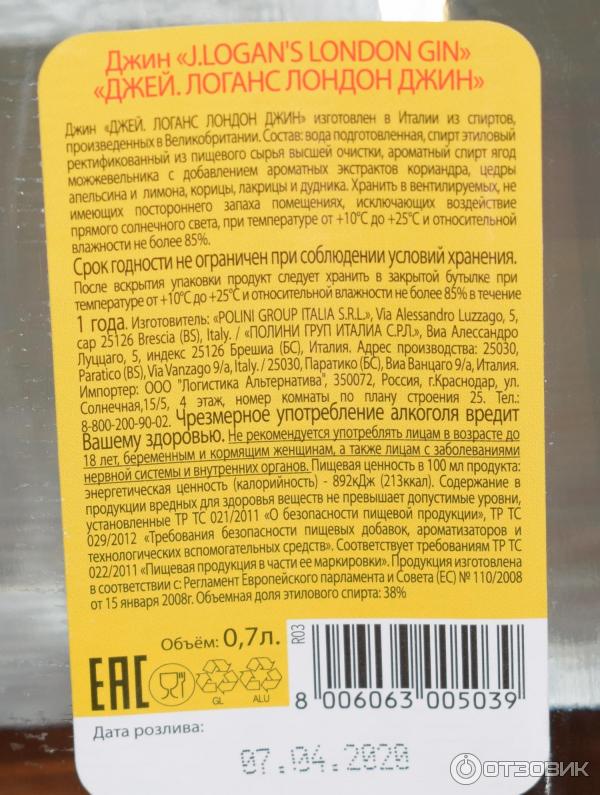 Джин «J.LOGAN'S LONDON GIN»
«ДЖЕЙ. ЛОГАНС ЛОНДОН ДЖИН»
Джин «ДЖЕЙ. ЛОГАНС ЛОНДОН ДЖИН» изготовлен в Италии из спиртов,
произведенных в Великобритании. Состав: вода подготовленная, спирт этиловый
ректификованный из пищевого сырья высшей очистки, ароматный спирт ягод
можжевельника с добавлением ароматных экстрактов кориандра, цедры
апельсина и лимона, корицы, лакрицы и дудника. Хранить в вентилируемых, не
имеющих постороннего запаха помещениях, исключающих воздействие
прямого солнечного света, при температуре от +10°С до +25°С и относительной
влажности не более 85%.
Срок годности не ограничен при соблюдении условий хранения.
После вскрытия упаковки продукт следует хранить в закрытой бутылке при
температуре от +10°С до +25°С и относительной влажности не более 85% в течение
1 года. Изготовитель: «POLINI GROUP ITALIA S.R.L.», Via Alessandro Luzzago, 5,
cap 25126 Brescia (BS), Italy. / «ПОЛИНИ ГРУП ИТАЛИА С.Р.Л.», Виа Алессандро
Луццаго, 5, индекс 25126 Брешиа (БС), Италия. Адрес производства: 25030,
Paratico (BS), Via Vanzago 9/a, Italy. / 25030, Паратико (БС), Виа Ванцаго 9/а, Италия.
Импортер: ООО "Логистика Альтернатива", 350072, Россия, г.Краснодар, ул.
Солнечная,15/5, 4 этаж, номер комнаты по плану строения 25. Тел.:
8-800-200-90-02. Чрезмерное употребление алкоголя вредит
Вашему здоровью. Не рекомендуется употреблять лицам в возрасте до
18 лет, беременным и кормящим женщинам, а также лицам с заболеваниями
нервной системы и внутренних органов. Пищевая ценность в 100 мл продукта:
энергетическая ценность (калорийность) - 892кДж (213ккал). Содержание в
продукции вредных для здоровья веществ не превышает допустимые уровни,
установленные ТР ТС 021/2011 «О безопасности пищевой продукции», ТР ТС
029/2012 «Требования безопасности пищевых добавок, ароматизаторов и
технологических вспомогательных средств». Соответствует требованиям ТР ТС
022/2011 «Пищевая продукция в части ее маркировки». Продукция изготовлена
в соответствии с: Регламент Европейского парламента и Совета (ЕС) № 110/2008
от 15 января 2008г. Объемная доля этилового спирта: 38%
Объём: 0,7л.
R03
EAC
GL
ALU
8 006063 005039
Дата розлива:
07.04.2020
ОТЗОВИК